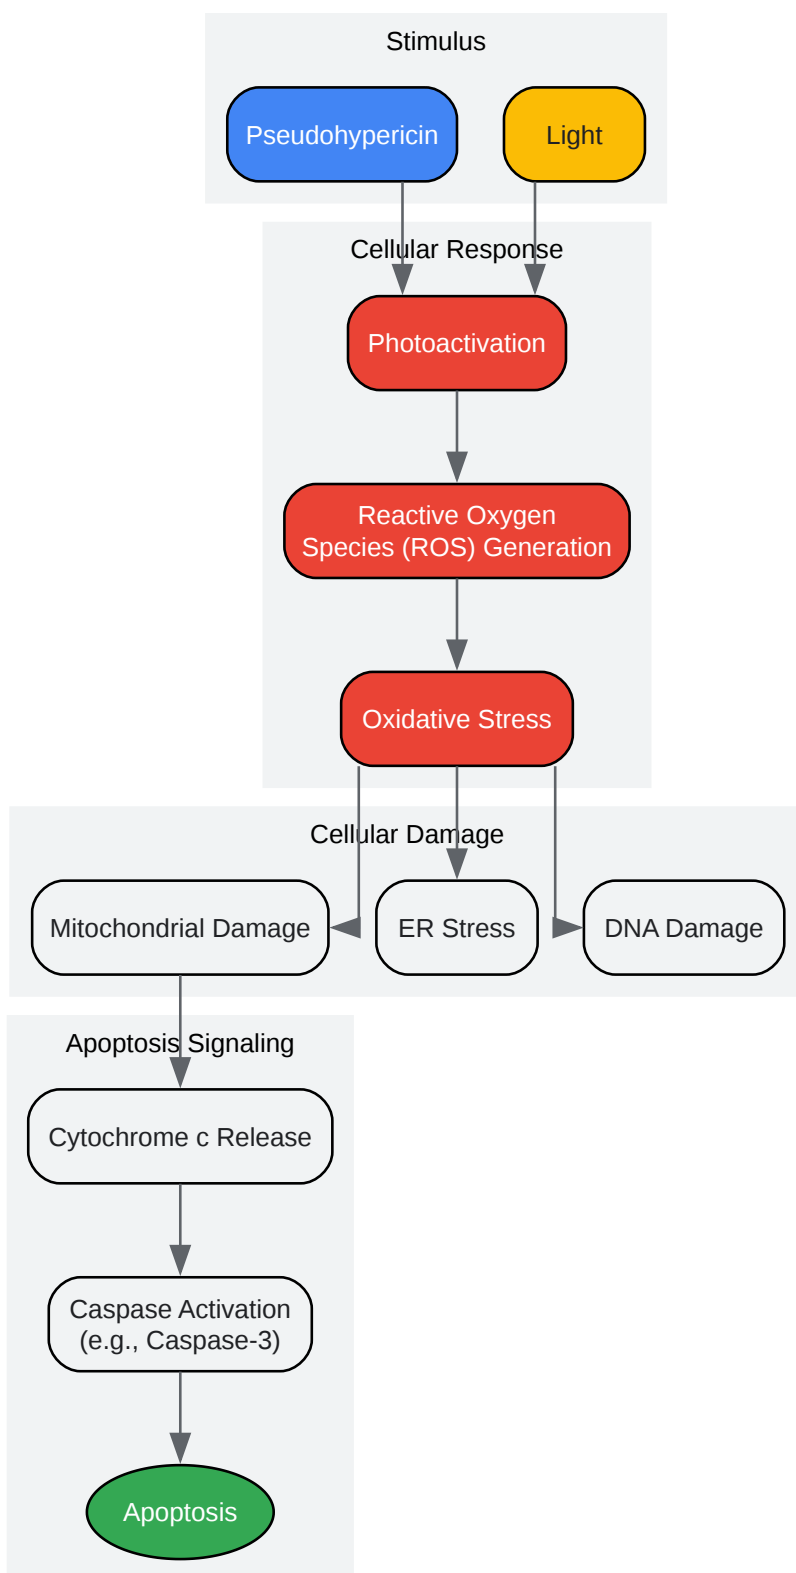 Stimulus
Pseudohypericin
Light
Cellular Response
Photoactivation
Reactive Oxygen
Species (ROS) Generation
Oxidative Stress
Cellular Damage
Mitochondrial Damage
ER Stress
DNA Damage
Apoptosis Signaling
Cytochrome c Release
Caspase Activation
(e.g., Caspase-3)
Apoptosis